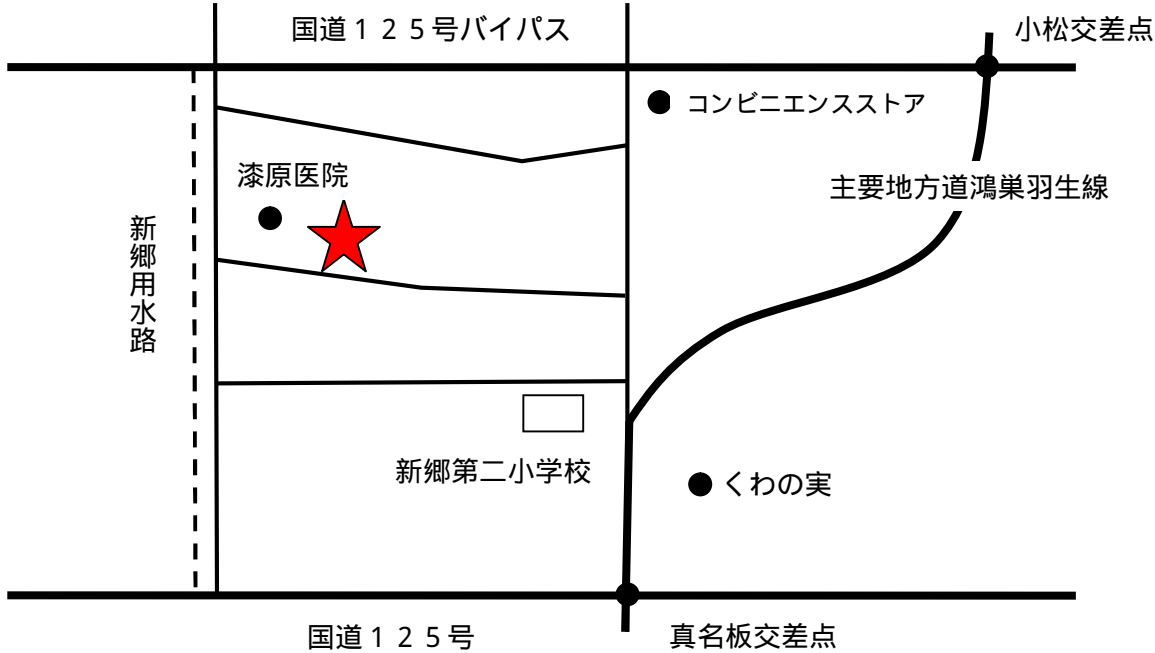 国道１２５号バイパス
小松交差点
コンビニエンスストア
漆原医院
主要地方道鴻巣羽生線
新郷用水路
新郷第二小学校
くわの実
国道１２５号
真名板交差点